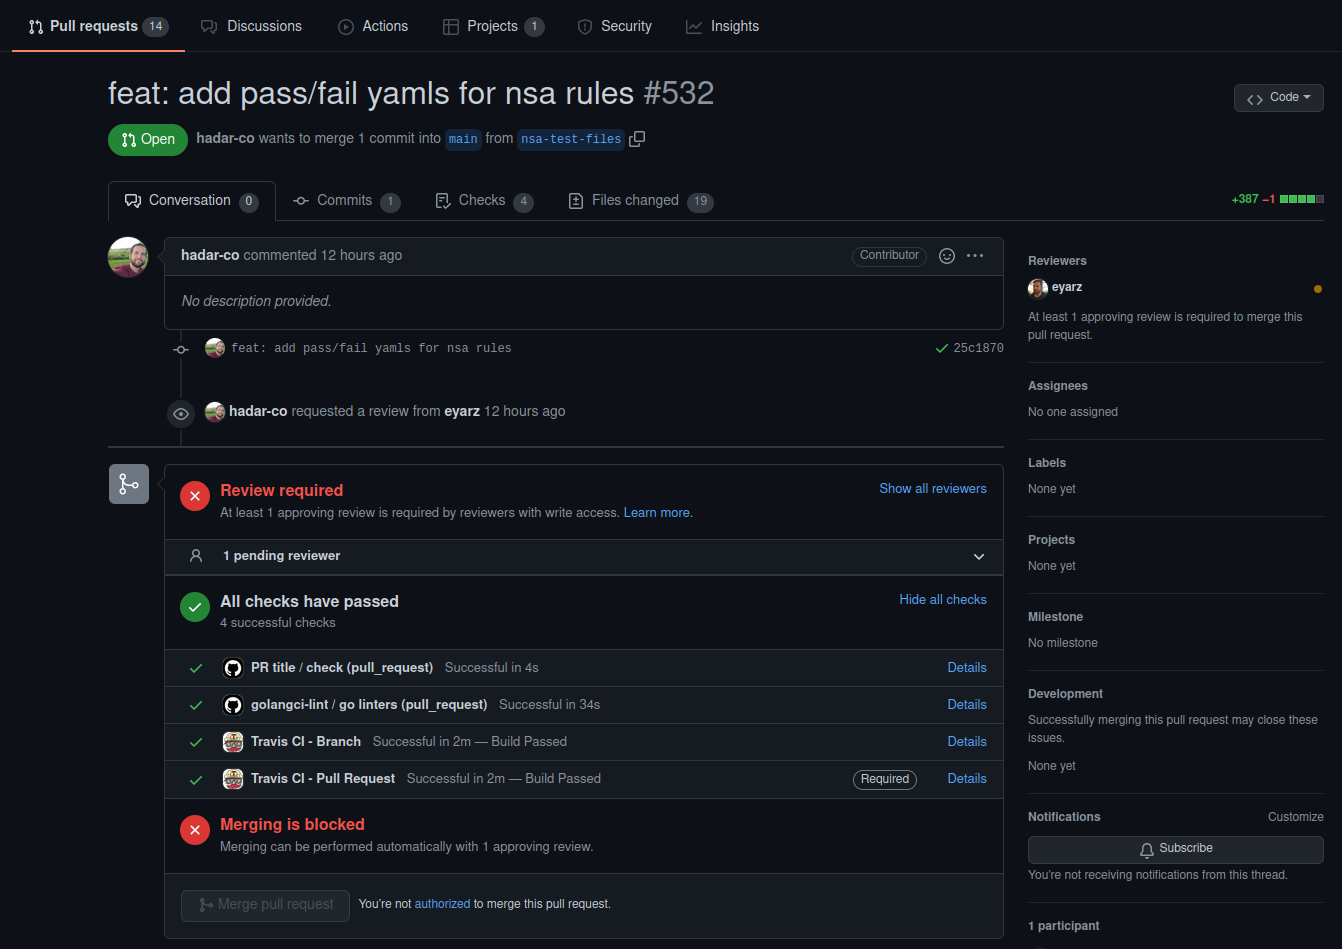 Pull requests 14 Discussions Actions Projects 1 Security Insights
feat: add pass/fail yamls for nsa rules #532
Code
Open hadar-co wants to merge 1 commit into main from nsa-test-files
Conversation 0 Commits 1 Checks 4 Files changed 19
+387 −1
hadar-co commented 12 hours ago Contributor
No description provided.
feat: add pass/fail yamls for nsa rules 25c1870
hadar-co requested a review from eyarz 12 hours ago
Review required
Show all reviewers
At least 1 approving review is required by reviewers with write access. Learn more.
1 pending reviewer
All checks have passed
Hide all checks
4 successful checks
PR title / check (pull_request) Successful in 4s Details
golangci-lint / go linters (pull_request) Successful in 34s Details
Travis CI - Branch Successful in 2m — Build Passed Details
Travis CI - Pull Request Successful in 2m — Build Passed Required Details
Merging is blocked
Merging can be performed automatically with 1 approving review.
Merge pull request You're not authorized to merge this pull request.
Reviewers
eyarz
At least 1 approving review is required to merge this
pull request.
Assignees
No one assigned
Labels
None yet
Projects
None yet
Milestone
No milestone
Development
Successfully merging this pull request may close these
issues.
None yet
Notifications Customize
Subscribe
You're not receiving notifications from this thread.
1 participant